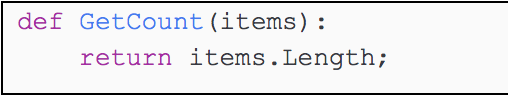 def GetCount(items):
    return items.Length;